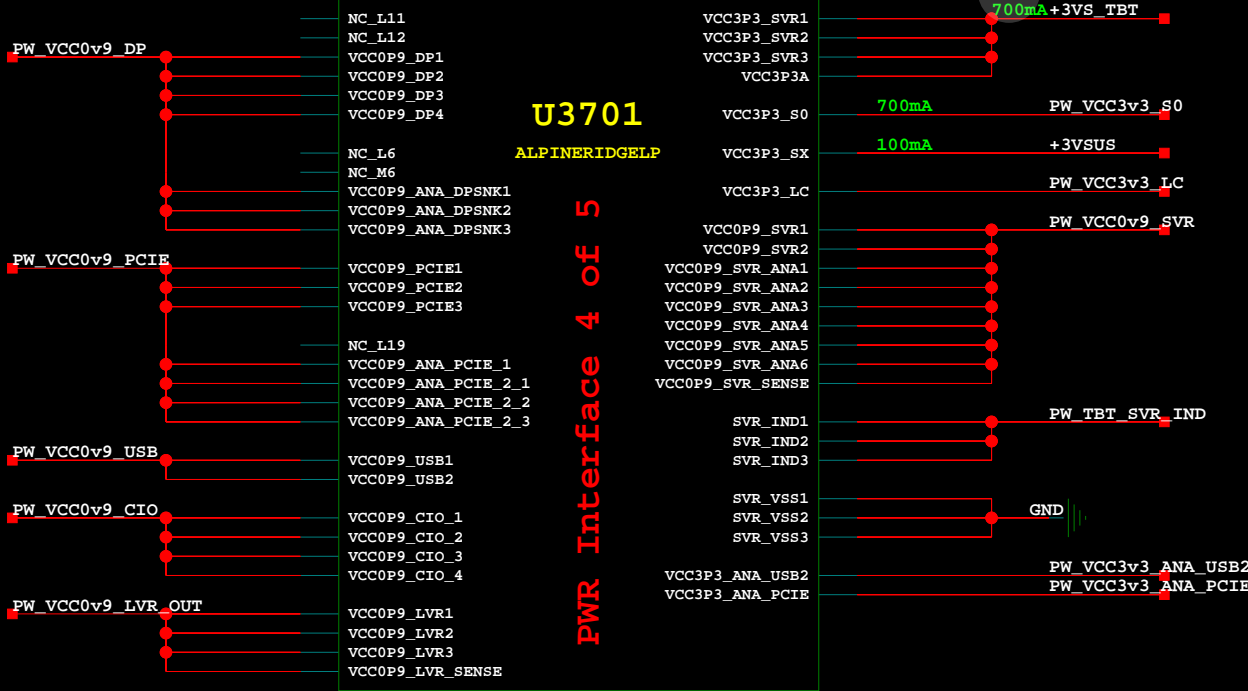 NC_L11
NC_L12
PW_VCC0v9_DP
VCC0P9_DP1
VCC0P9_DP2
VCC0P9_DP3
VCC0P9_DP4
NC_L6
NC_M6
VCC0P9_ANA_DPSNK1
VCC0P9_ANA_DPSNK2
VCC0P9_ANA_DPSNK3
PW_VCC0v9_PCIE
VCC0P9_PCIE1
VCC0P9_PCIE2
VCC0P9_PCIE3
NC_L19
VCC0P9_ANA_PCIE_1
VCC0P9_ANA_PCIE_2_1
VCC0P9_ANA_PCIE_2_2
VCC0P9_ANA_PCIE_2_3
PW_VCC0v9_USB
VCC0P9_USB1
VCC0P9_USB2
PW_VCC0v9_CIO
VCC0P9_CIO_1
VCC0P9_CIO_2
VCC0P9_CIO_3
VCC0P9_CIO_4
PW_VCC0v9_LVR_OUT
VCC0P9_LVR1
VCC0P9_LVR2
VCC0P9_LVR3
VCC0P9_LVR_SENSE
U3701
ALPINERIDGELP
PWR Interface 4 of 5
VCC3P3_SVR1 700mA +3VS_TBT
VCC3P3_SVR2
VCC3P3_SVR3
VCC3P3A
VCC3P3_S0 700mA PW_VCC3v3_S0
VCC3P3_SX 100mA +3VSUS
VCC3P3_LC PW_VCC3v3_LC
VCC0P9_SVR1 PW_VCC0v9_SVR
VCC0P9_SVR2
VCC0P9_SVR_ANA1
VCC0P9_SVR_ANA2
VCC0P9_SVR_ANA3
VCC0P9_SVR_ANA4
VCC0P9_SVR_ANA5
VCC0P9_SVR_ANA6
VCC0P9_SVR_SENSE
SVR_IND1 PW_TBT_SVR_IND
SVR_IND2
SVR_IND3
SVR_VSS1
SVR_VSS2 GND
SVR_VSS3
VCC3P3_ANA_USB2 PW_VCC3v3_ANA_USB2
VCC3P3_ANA_PCIE PW_VCC3v3_ANA_PCIE